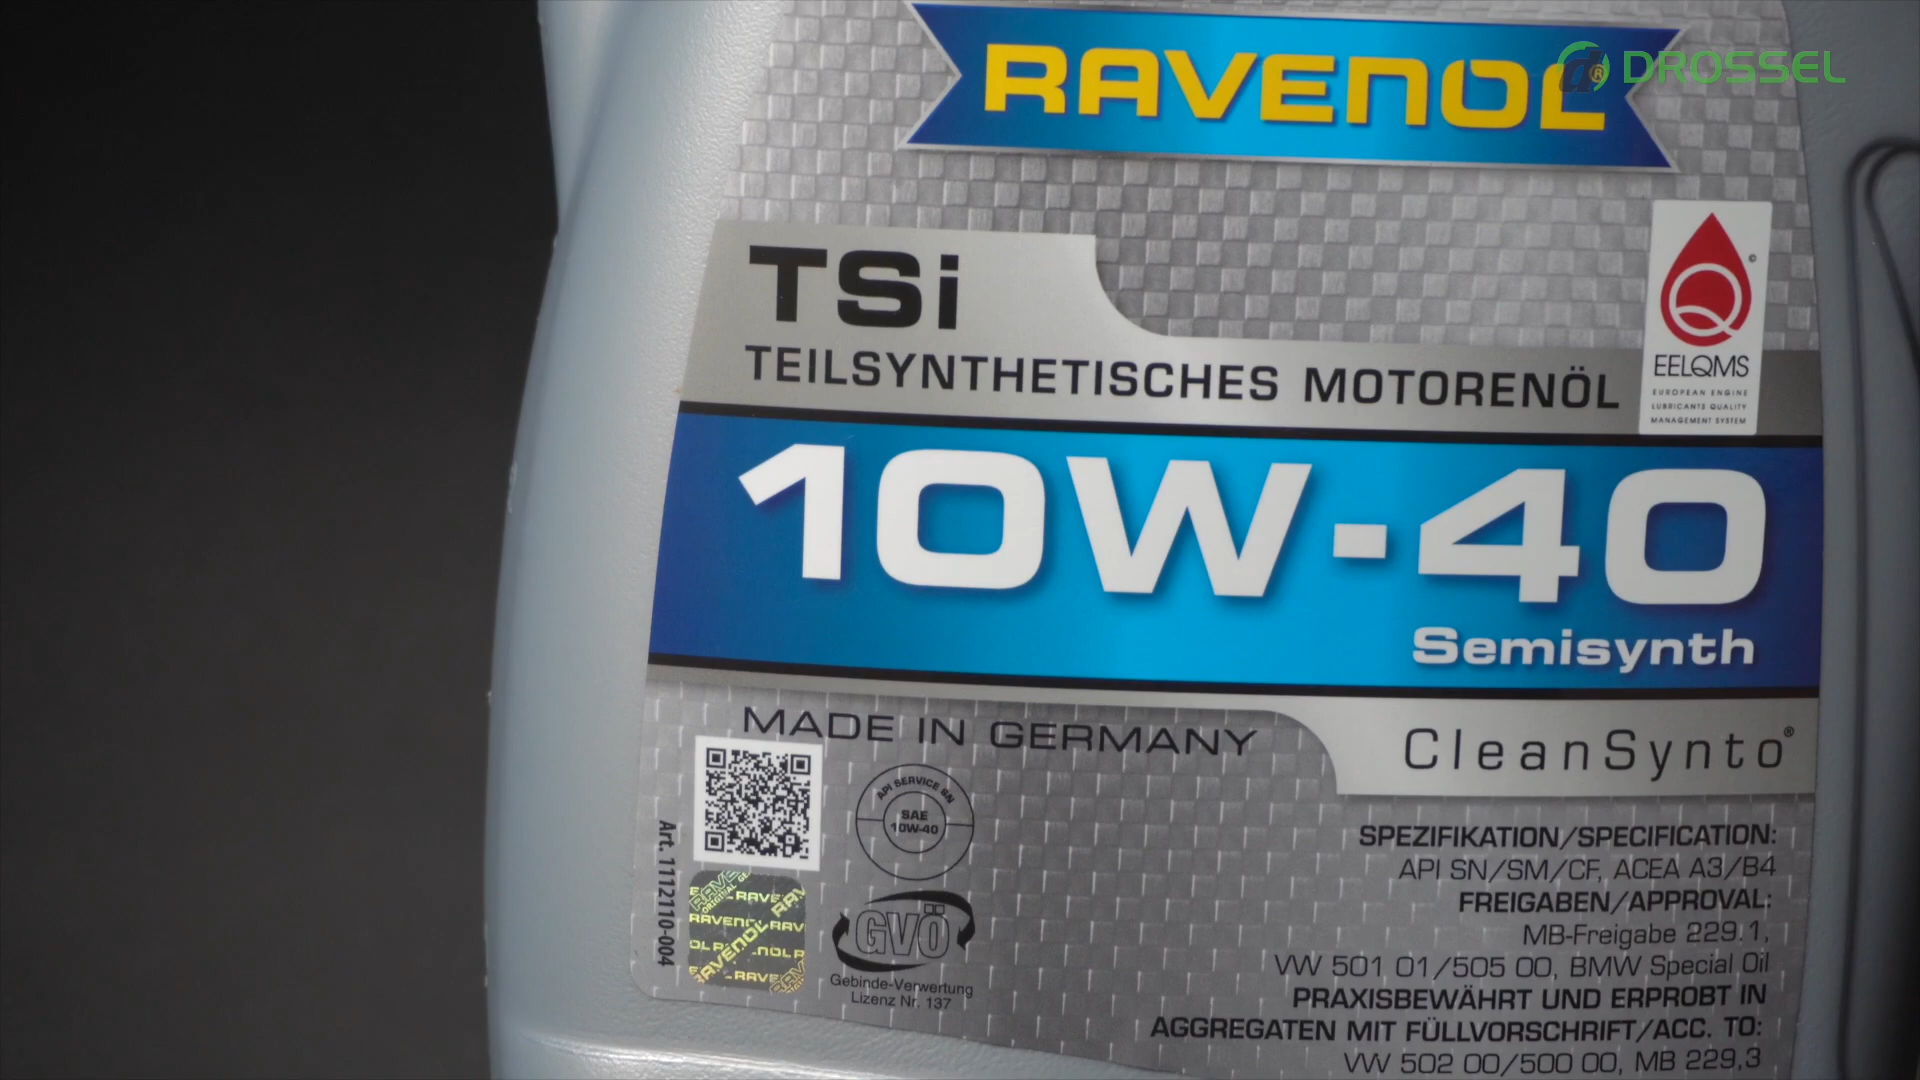 RAVENOL
DROSSEL
TSi
TEILSYNTHETISCHES MOTORENÖL
EELQMS
EUROPEAN ENGINE
LUBRICANTS QUALITY
MANAGEMENT SYSTEM
10W-40
Semisynth
MADE IN GERMANY
CleanSynto®
API SERVICE SN
SAE
10W-40
Art. 1112110-004
RAVENOL
GVÖ
Gebinde-Verwertung
Lizenz Nr. 137
SPEZIFIKATION/SPECIFICATION:
API SN/SM/CF, ACEA A3/B4
FREIGABEN/APPROVAL:
MB-Freigabe 229.1,
VW 501 01/505 00, BMW Special Oil
PRAXISBEWÄHRT UND ERPROBT IN
AGGREGATEN MIT FÜLLVORSCHRIFT/ACC. TO:
VW 502 00/500 00, MB 229,3